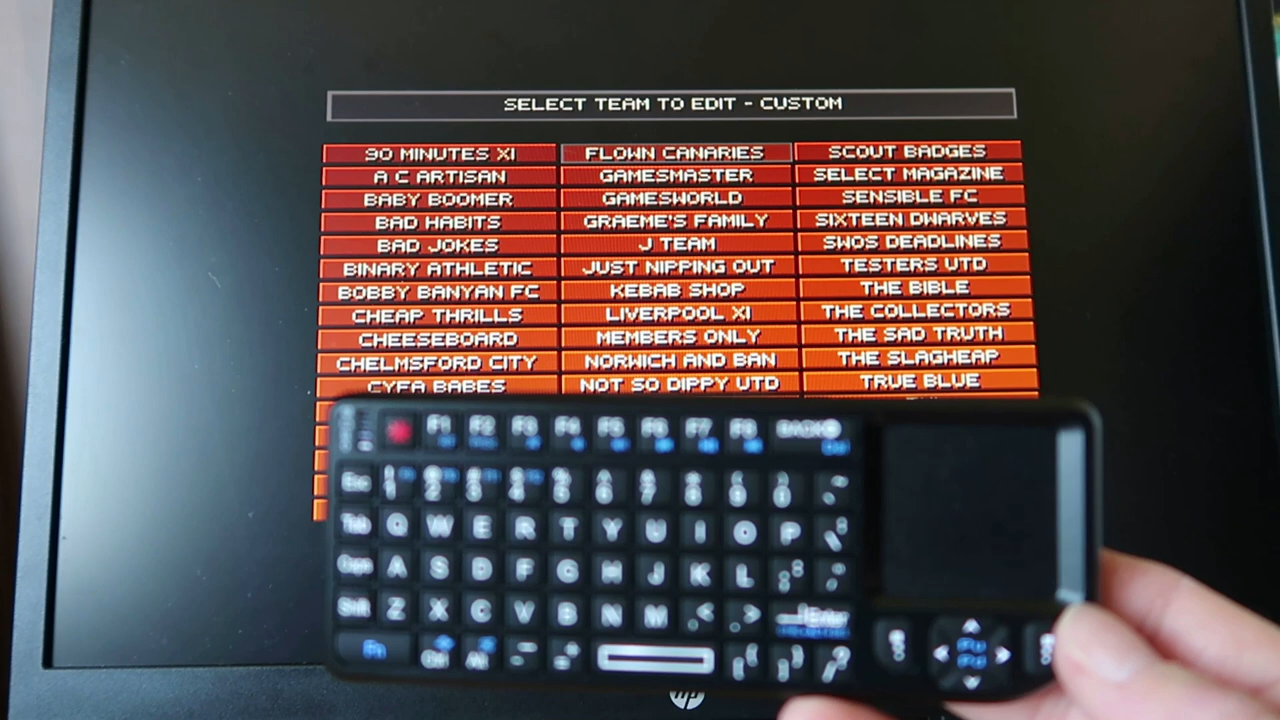 SELECT TEAM TO EDIT - CUSTOM
90 MINUTES XI FLOWN CANARIES SCOUT BADGES
A C ARTISAN GAMESMASTER SELECT MAGAZINE
BABY BOOMER GAMESWORLD SENSIBLE FC
BAD HABITS GRAEME'S FAMILY SIXTEEN DWARVES
BAD JOKES J TEAM SWOS DEADLINES
BINARY ATHLETIC JUST NIPPING OUT TESTERS UTD
BOBBY BANYAN FC KEBAB SHOP THE BIBLE
CHEAP THRILLS LIVERPOOL XI THE COLLECTORS
CHEESEBOARD MEMBERS ONLY THE SAD TRUTH
CHELMSFORD CITY NORWICH AND BAN THE SLAGHEAP
CYFA BABES NOT SO DIPPY UTD TRUE BLUE
F1 F2 F3 F4 F5 F6 F7 F8
Esc 1 2 3 4 5 6 7 8 9 0
Tab Q W E R T Y U I O P
A S D F G H J K L
Z X C V B N M < > Enter
Fn Alt
hp